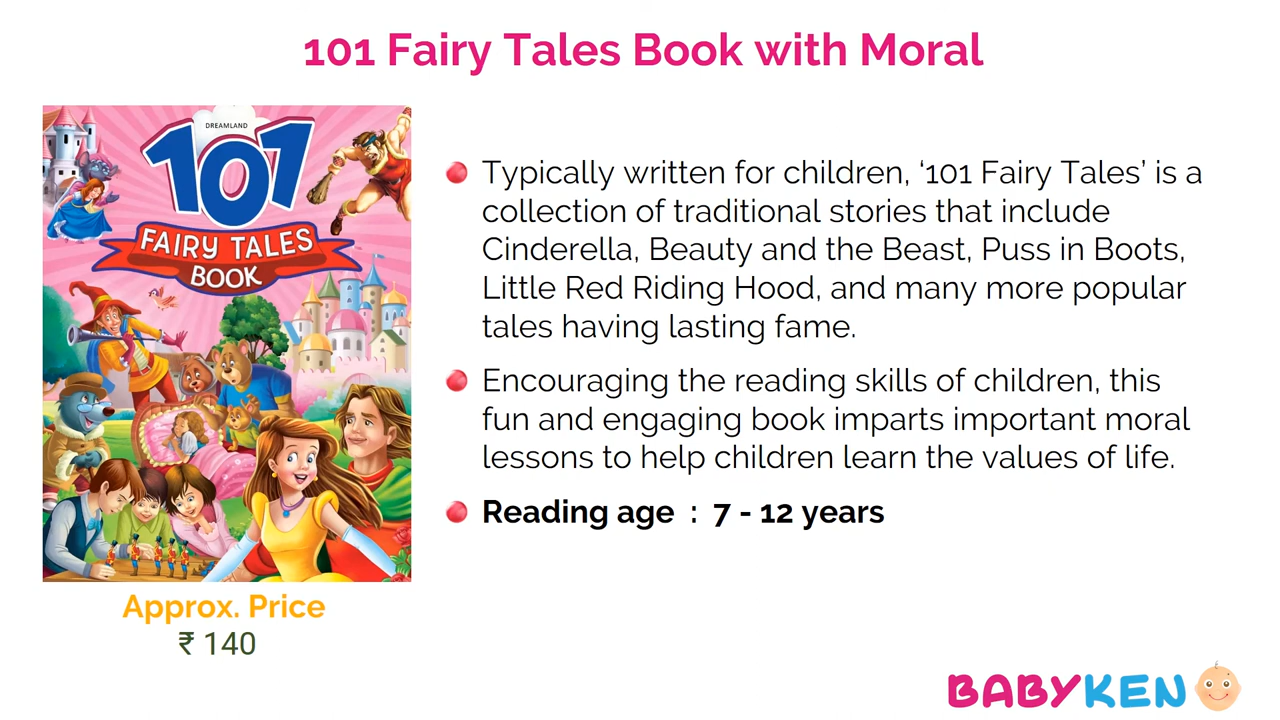 101 Fairy Tales Book with Moral
DREAMLAND
101
FAIRY TALES
BOOK
Approx. Price
₹ 140
Typically written for children, ‘101 Fairy Tales’ is a
collection of traditional stories that include
Cinderella, Beauty and the Beast, Puss in Boots,
Little Red Riding Hood, and many more popular
tales having lasting fame.
Encouraging the reading skills of children, this
fun and engaging book imparts important moral
lessons to help children learn the values of life.
Reading age : 7 - 12 years
BABYKEN